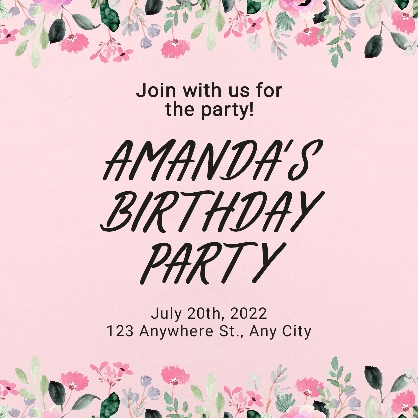 Join with us for
the party!
AMANDA'S
BIRTHDAY
PARTY
July 20th, 2022
123 Anywhere St., Any City